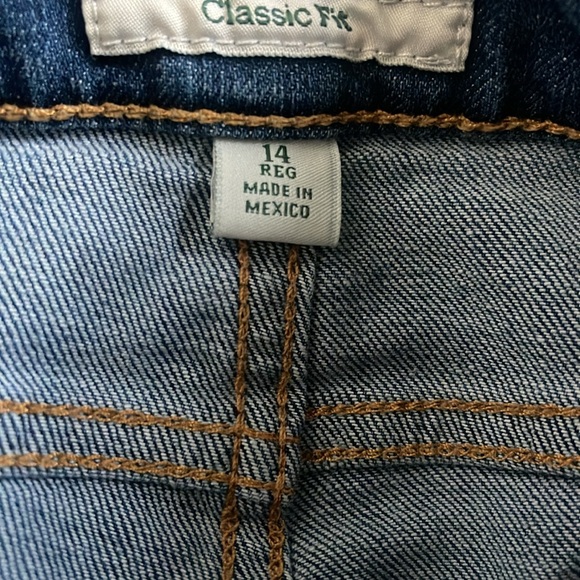 Classic Fit
14
REG
MADE IN
MEXICO